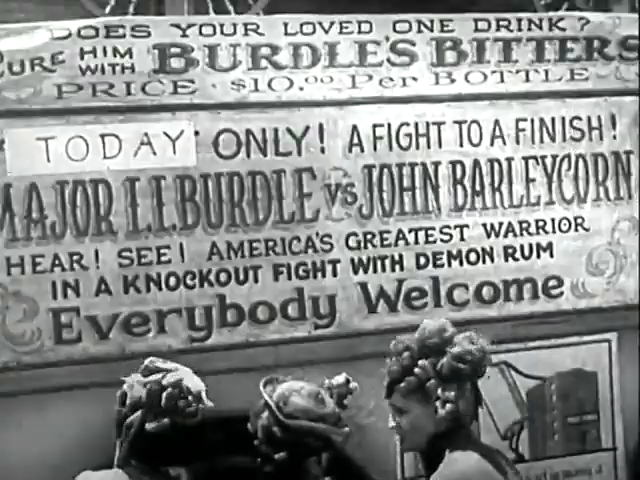 DOES YOUR LOVED ONE DRINK?
CURE HIM WITH BURDLE'S BITTERS
PRICE · $10.00 Per BOTTLE
TODAY ONLY! A FIGHT TO A FINISH!
MAJOR I.I. BURDLE vs JOHN BARLEYCORN
HEAR! SEE! AMERICA'S GREATEST WARRIOR
IN A KNOCKOUT FIGHT WITH DEMON RUM
Everybody Welcome